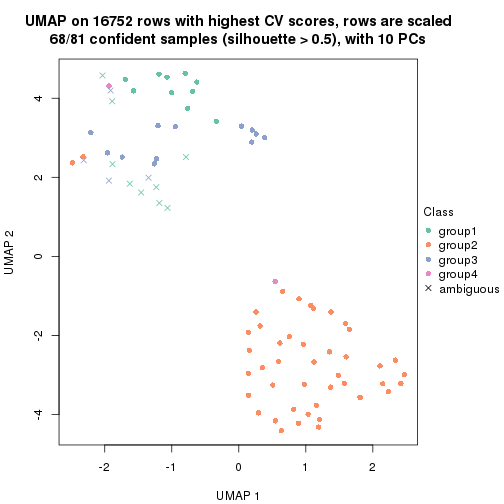 UMAP on 16752 rows with highest CV scores, rows are scaled
68/81 confident samples (silhouette > 0.5), with 10 PCs
4
2
0
-2
-4
UMAP 2
-2
-1
0
1
2
UMAP 1
Class
group1
group2
group3
group4
ambiguous